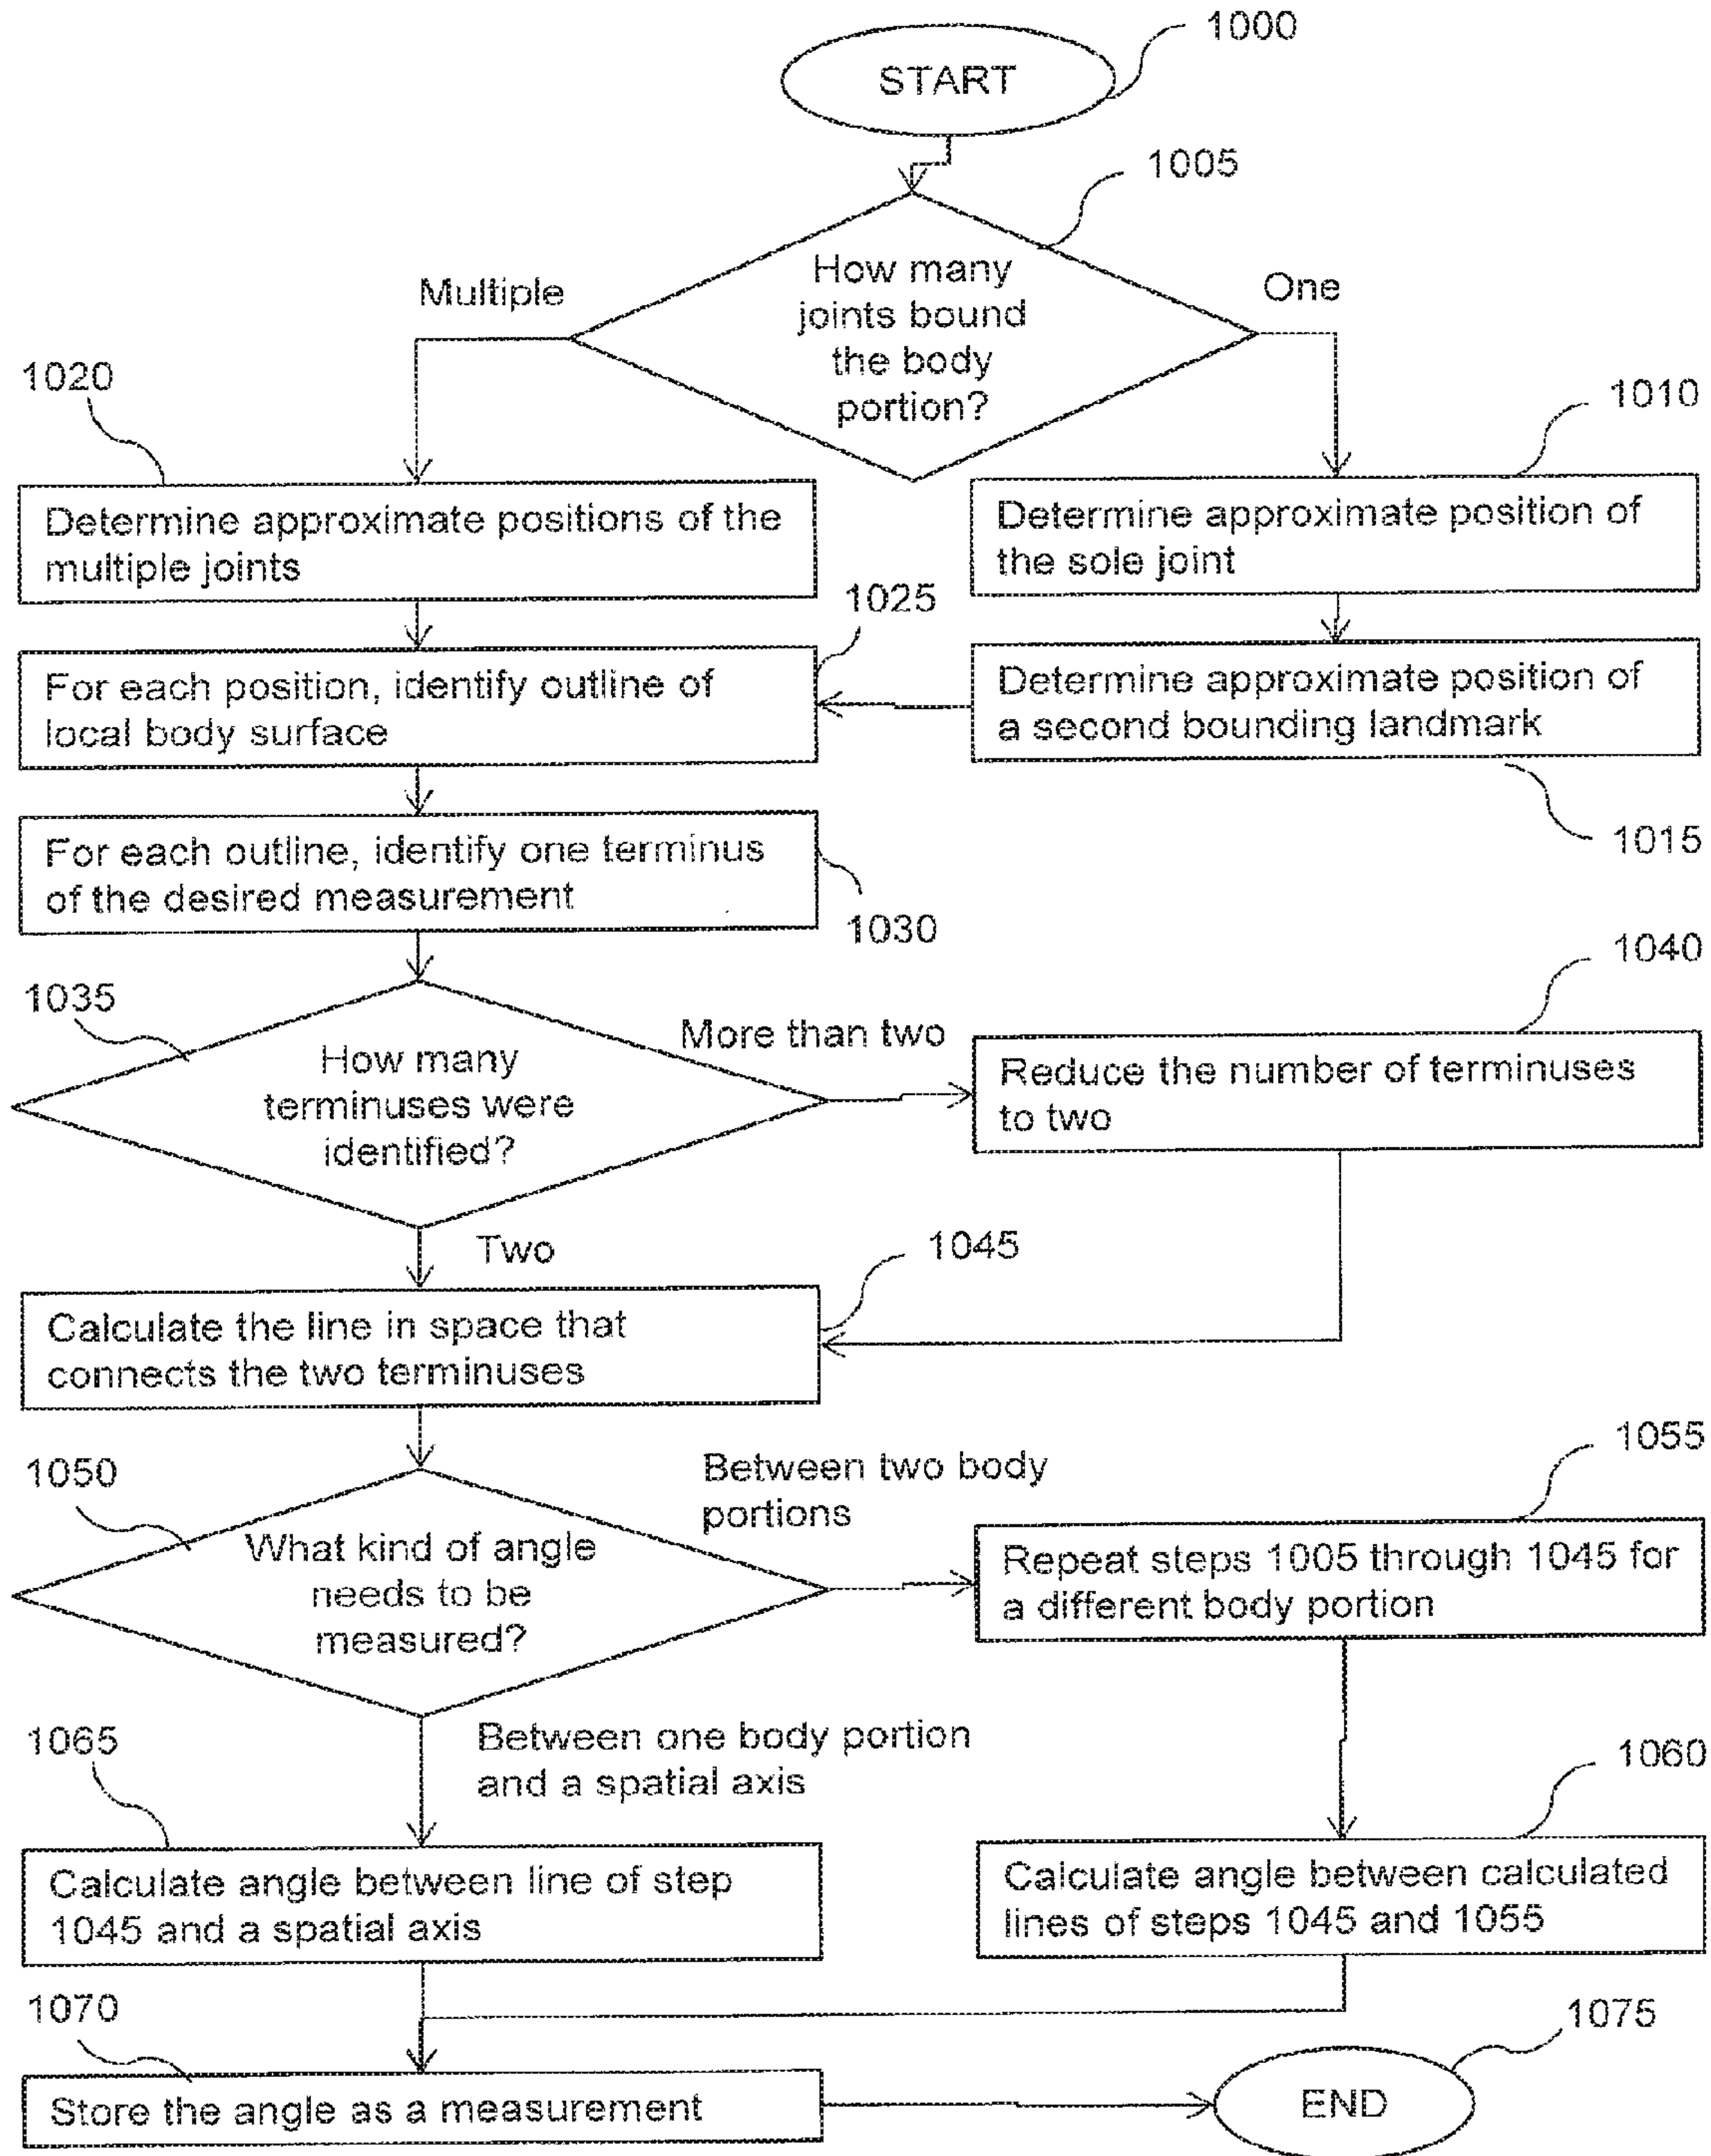 1000
START
1005
How many
joints bound
the body
portion?
Multiple
One
1020
1010
Determine approximate positions of the
multiple joints
Determine approximate position of
the sole joint
1025
For each position, identify outline of
local body surface
Determine approximate position of
a second bounding landmark
1015
For each outline, identify one terminus
of the desired measurement
1030
1040
1035
How many
terminuses were
identified?
More than two
Reduce the number of terminuses
to two
Two
1045
Calculate the line in space that
connects the two terminuses
1055
1050
What kind of angle
needs to be
measured?
Between two body
portions
Repeat steps 1005 through 1045 for
a different body portion
1065
Between one body portion
and a spatial axis
1060
Calculate angle between line of step
1045 and a spatial axis
Calculate angle between calculated
lines of steps 1045 and 1055
1070
1075
Store the angle as a measurement
END